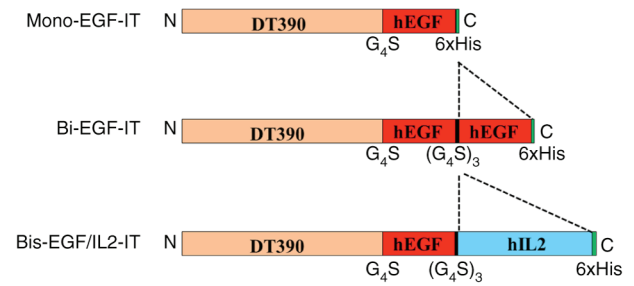 Mono-EGF-IT N DT390 hEGF C
G₄S 6xHis
Bi-EGF-IT N DT390 hEGF hEGF C
G₄S (G₄S)₃ 6xHis
Bis-EGF/IL2-IT N DT390 hEGF hIL2 C
G₄S (G₄S)₃ 6xHis